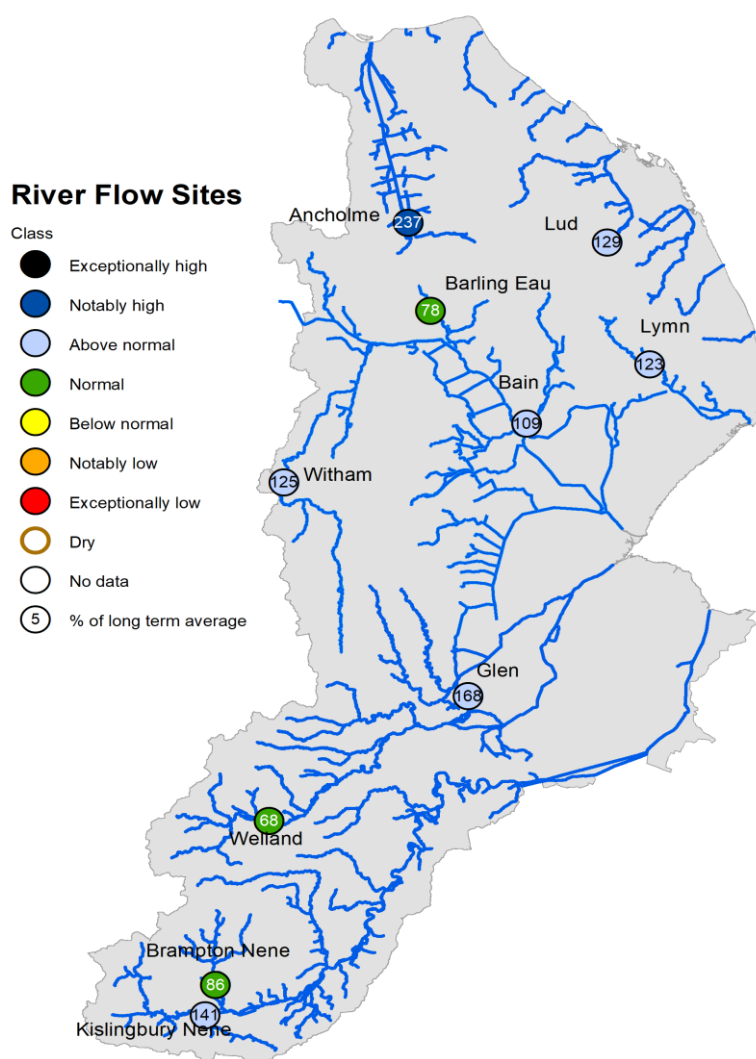 River Flow Sites
Class
Exceptionally high
Notably high
Above normal
Normal
Below normal
Notably low
Exceptionally low
Dry
No data
5 % of long term average
Ancholme
237
Lud
129
Barling Eau
78
Lymn
123
Bain
109
Witham
125
Glen
168
68
Welland
Brampton Nene
86
141
Kislingbury Nene